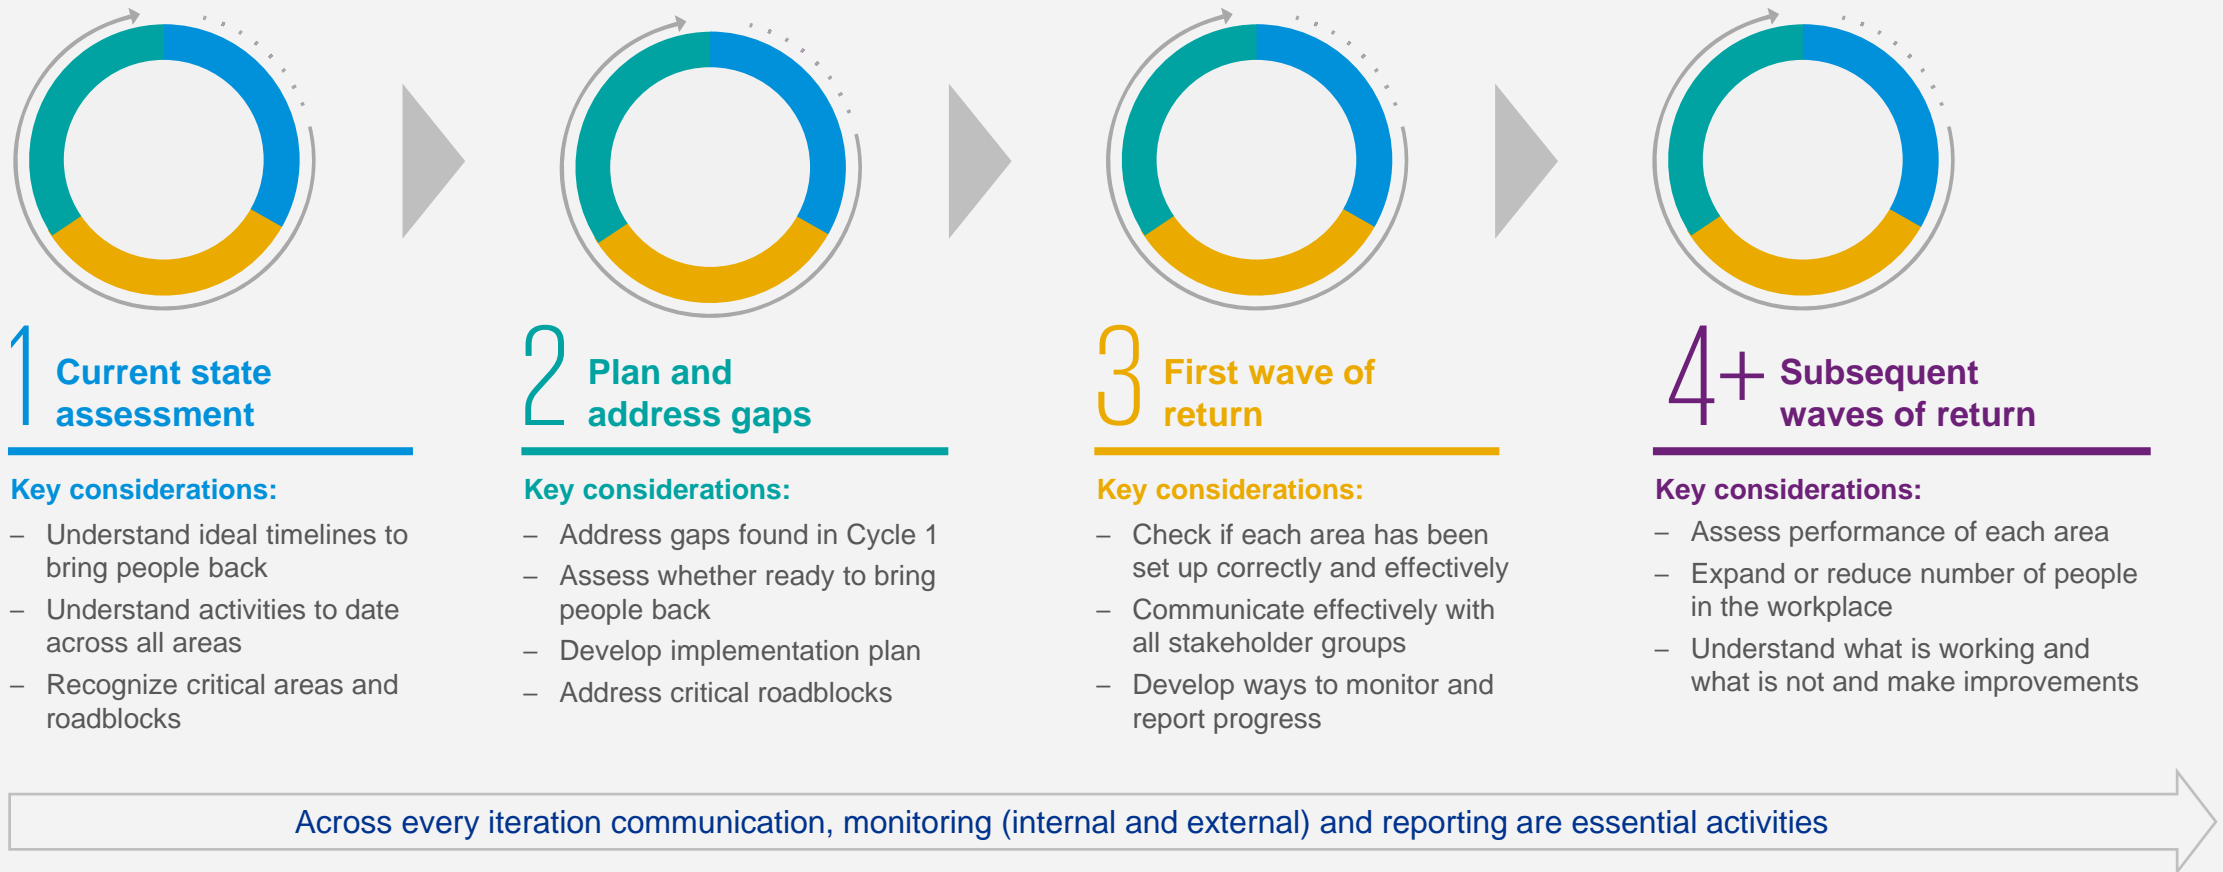 1 Current state
assessment
Key considerations:
– Understand ideal timelines to
bring people back
– Understand activities to date
across all areas
– Recognize critical areas and
roadblocks
2 Plan and
address gaps
Key considerations:
– Address gaps found in Cycle 1
– Assess whether ready to bring
people back
– Develop implementation plan
– Address critical roadblocks
3 First wave of
return
Key considerations:
– Check if each area has been
set up correctly and effectively
– Communicate effectively with
all stakeholder groups
– Develop ways to monitor and
report progress
4+ Subsequent
waves of return
Key considerations:
– Assess performance of each area
– Expand or reduce number of people
in the workplace
– Understand what is working and
what is not and make improvements
Across every iteration communication, monitoring (internal and external) and reporting are essential activities